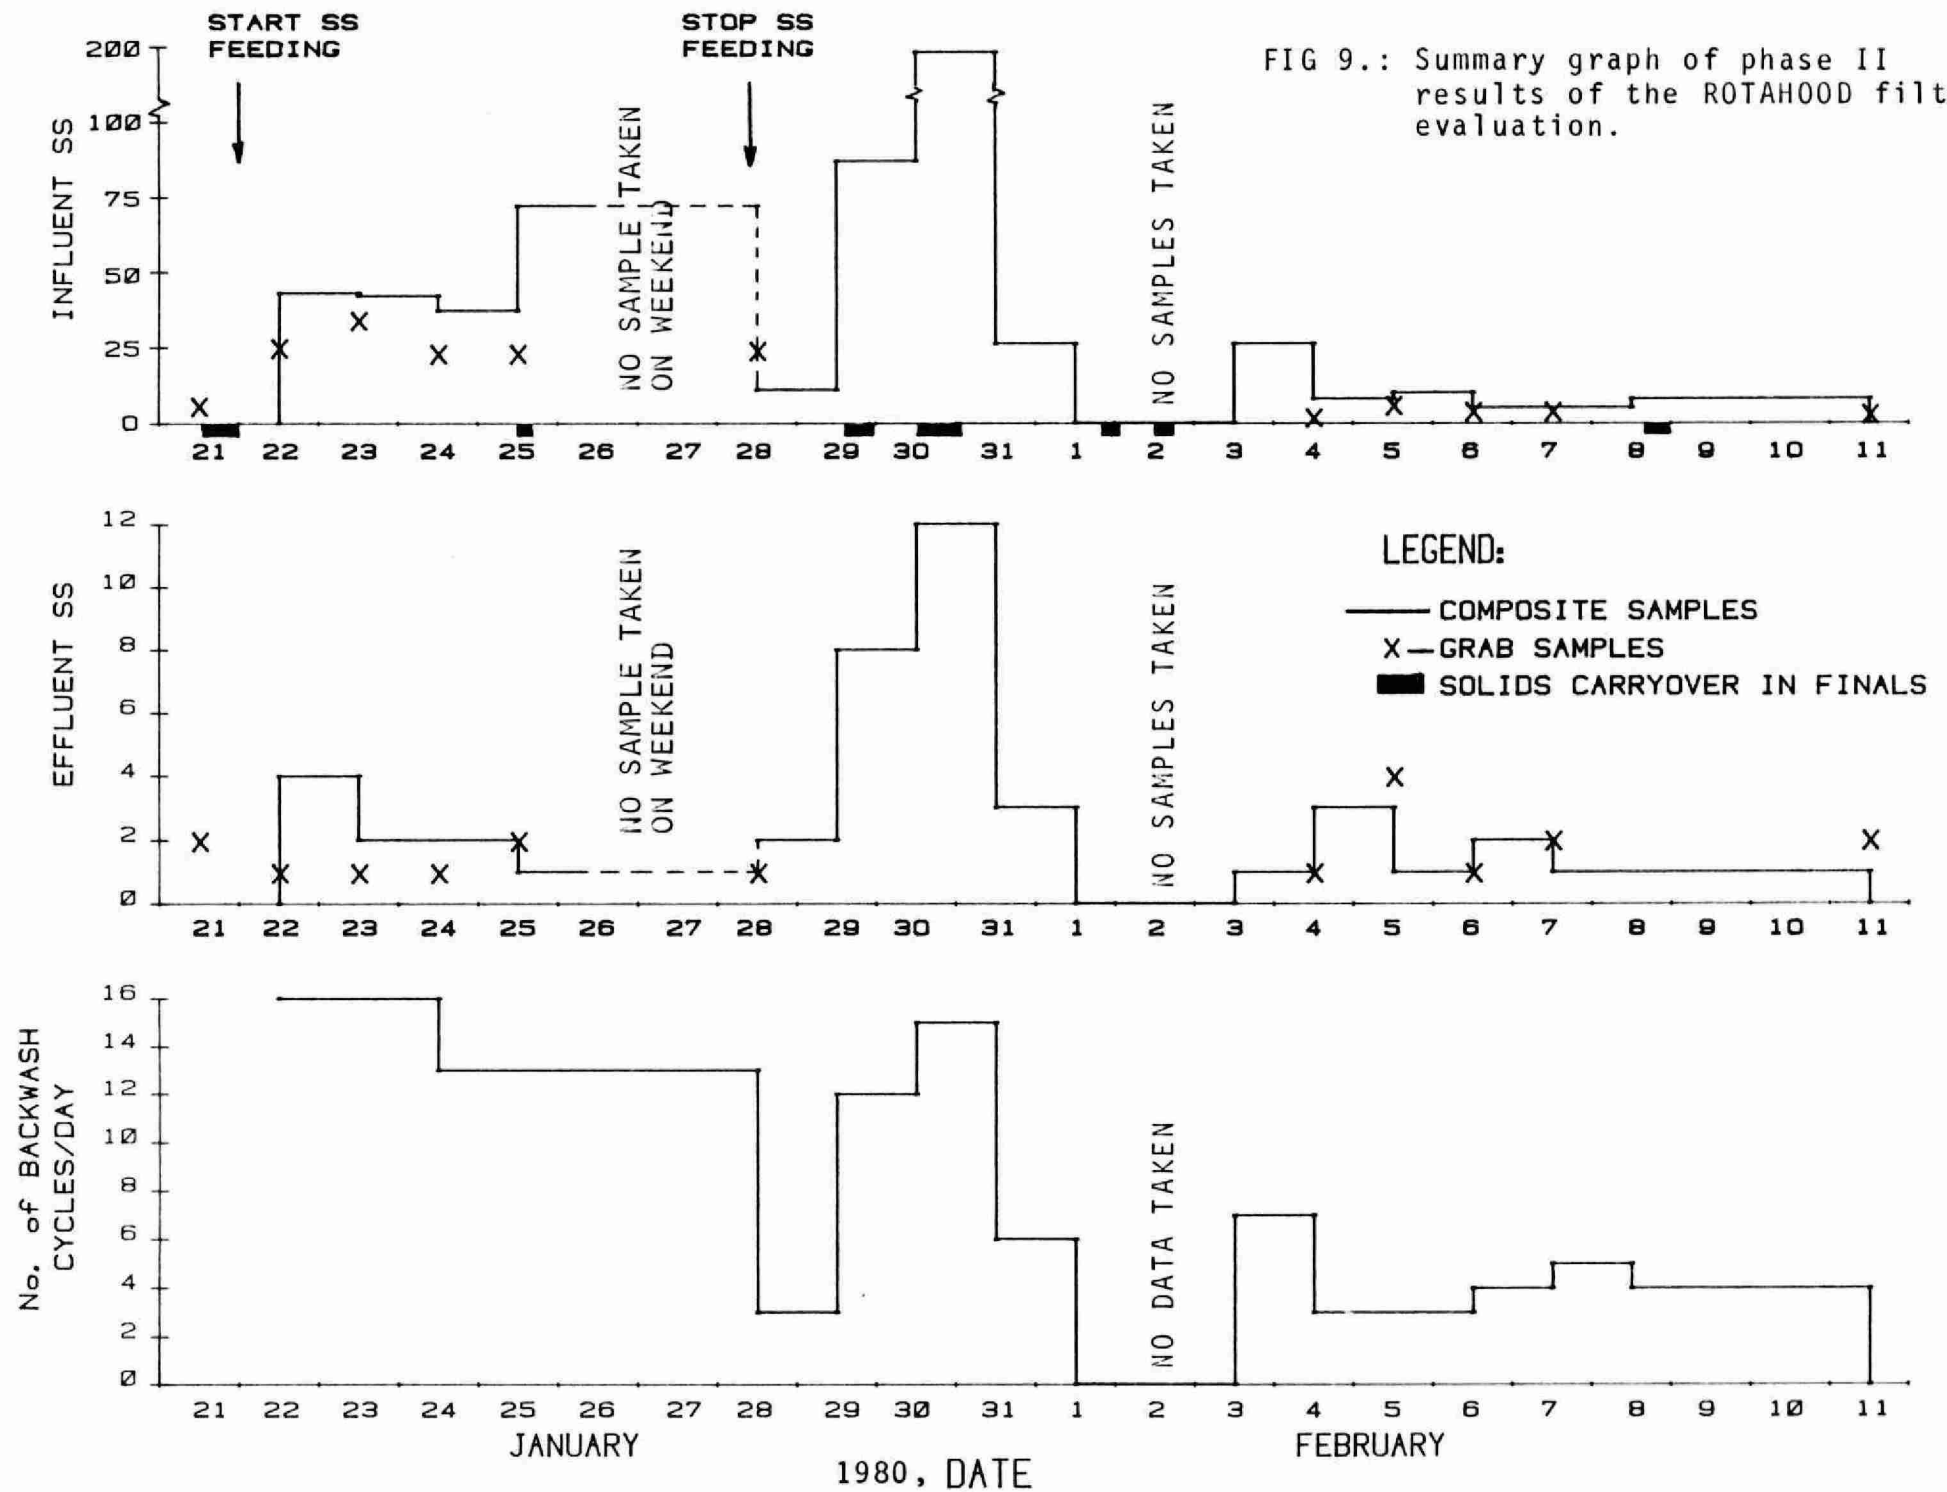 START SS
FEEDING
STOP SS
FEEDING
FIG 9.: Summary graph of phase II
results of the ROTAHOOD filt
evaluation.
INFLUENT SS
200
100
75
50
25
0
NO SAMPLE TAKEN
ON WEEKEND
NO SAMPLES TAKEN
21 22 23 24 25 26 27 28 29 30 31 1 2 3 4 5 6 7 8 9 10 11
EFFLUENT SS
12
10
8
6
4
2
0
NO SAMPLE TAKEN
ON WEEKEND
NO SAMPLES TAKEN
LEGEND:
COMPOSITE SAMPLES
X — GRAB SAMPLES
SOLIDS CARRYOVER IN FINALS
21 22 23 24 25 26 27 28 29 30 31 1 2 3 4 5 6 7 8 9 10 11
No. of BACKWASH
CYCLES/DAY
16
14
12
10
8
6
4
2
0
NO DATA TAKEN
21 22 23 24 25 26 27 28 29 30 31 1 2 3 4 5 6 7 8 9 10 11
JANUARY FEBRUARY
1980, DATE